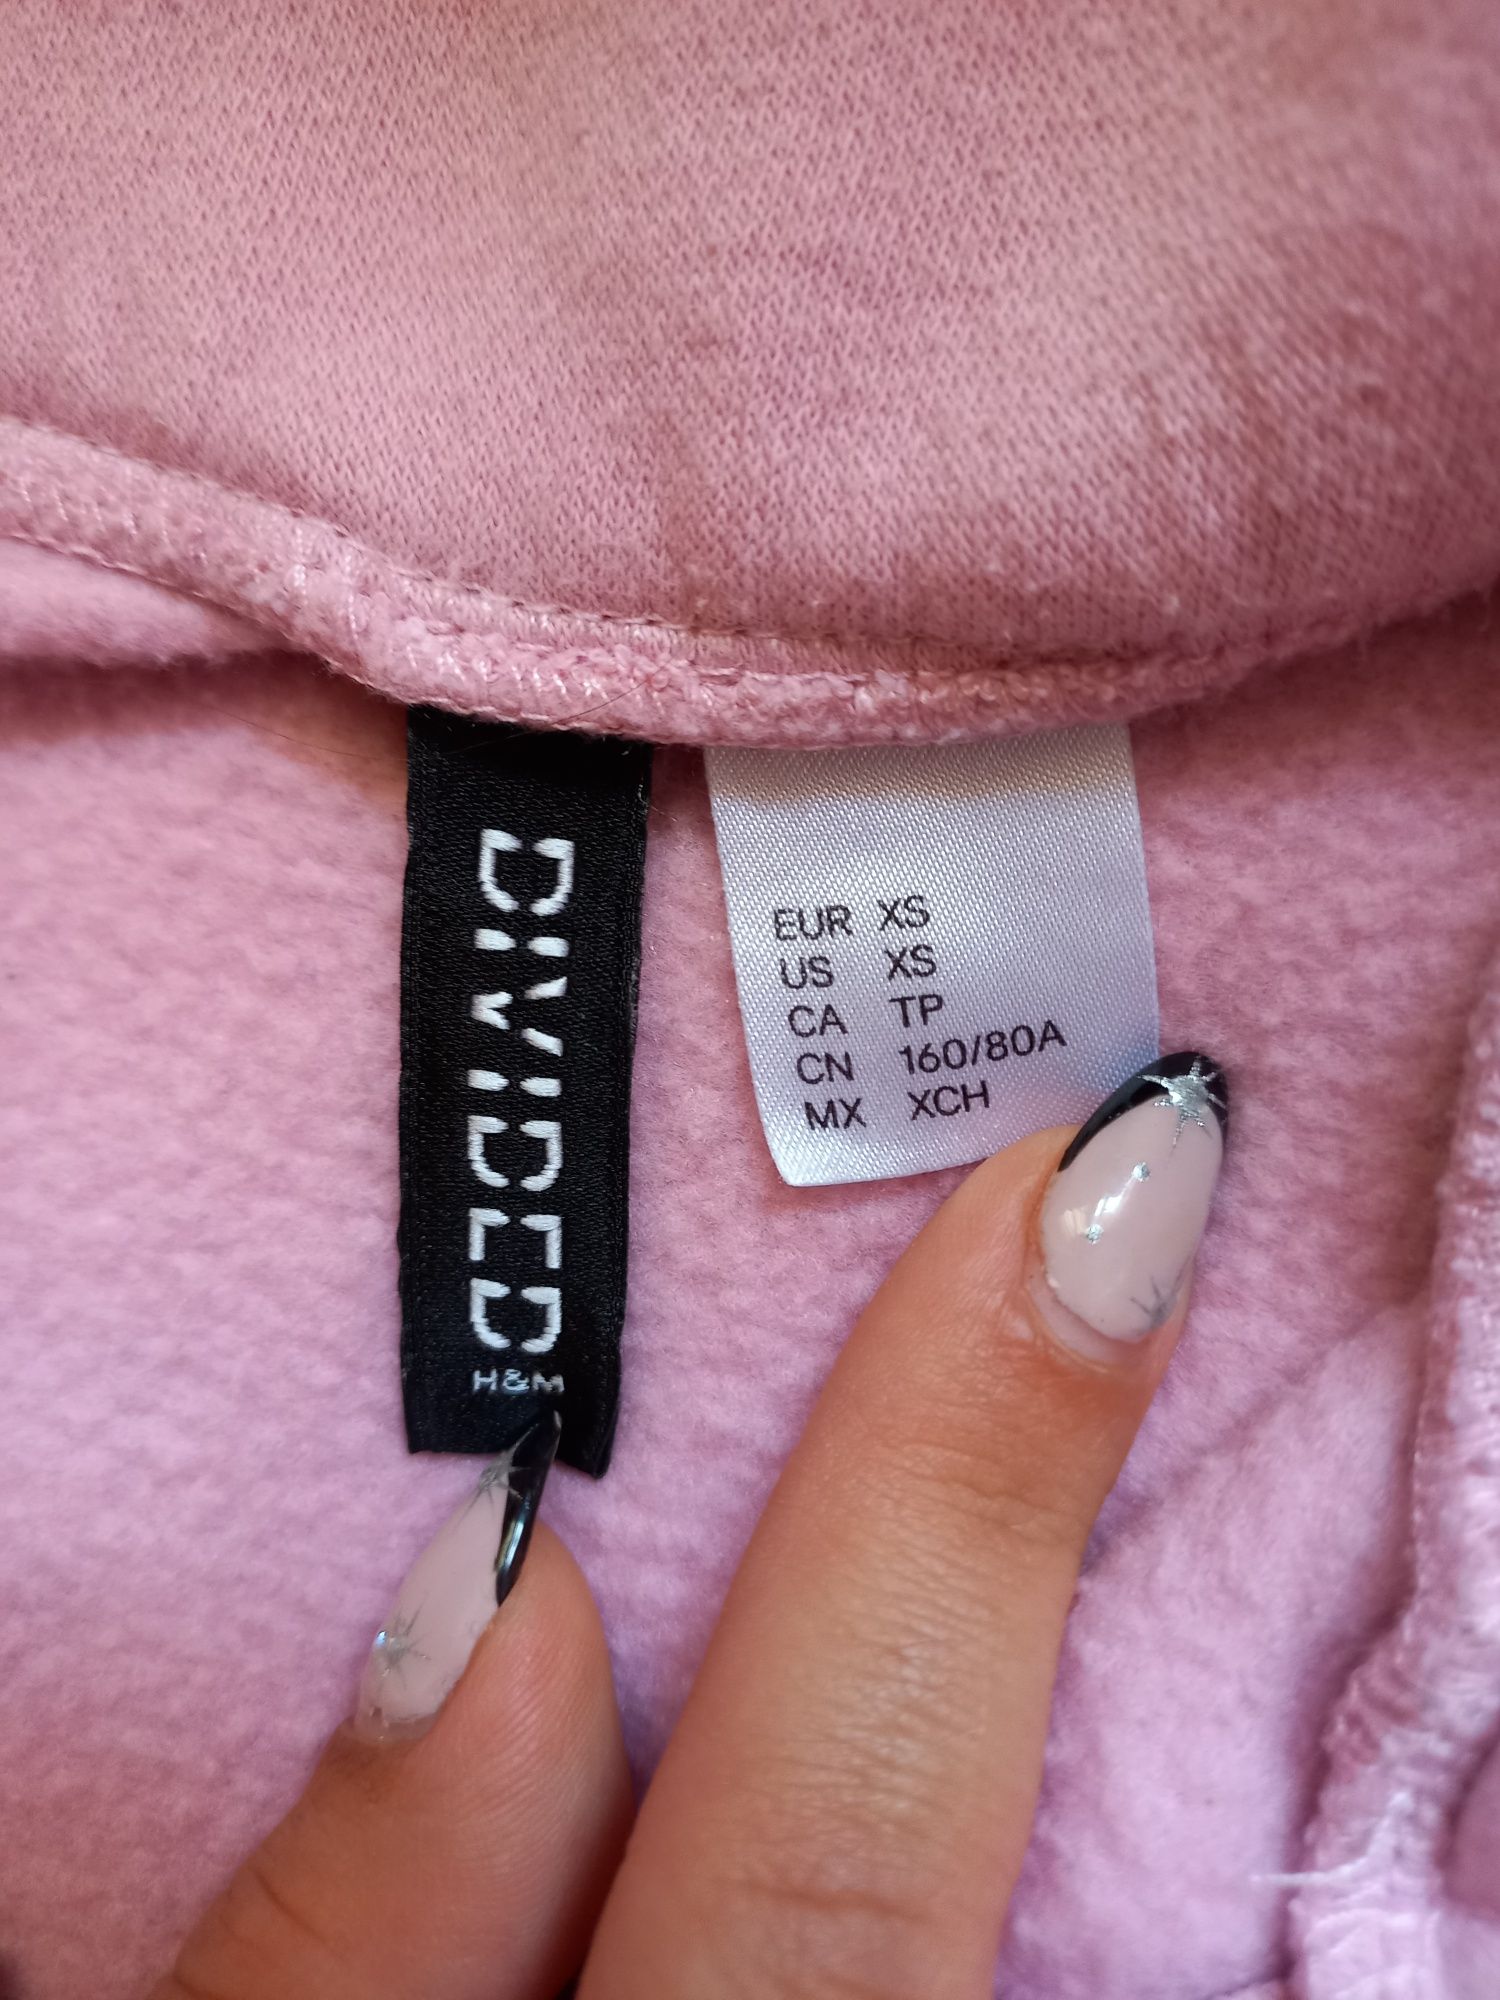 DIVIDED
H&M
EUR XS
US XS
CA TP
CN 160/80A
MX XCH